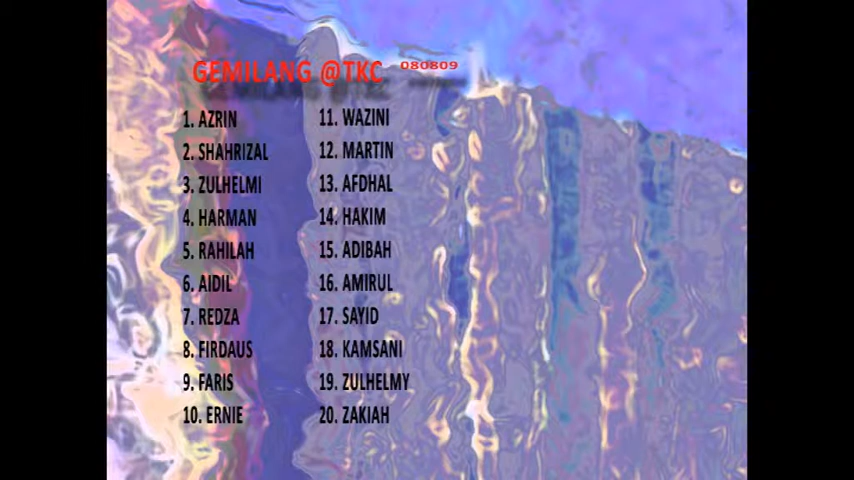 GEMILANG @TKC 080809
1. AZRIN
2. SHAHRIZAL
3. ZULHELMI
4. HARMAN
5. RAHILAH
6. AIDIL
7. REDZA
8. FIRDAUS
9. FARIS
10. ERNIE
11. WAZINI
12. MARTIN
13. AFDHAL
14. HAKIM
15. ADIBAH
16. AMIRUL
17. SAYID
18. KAMSANI
19. ZULHELMY
20. ZAKIAH